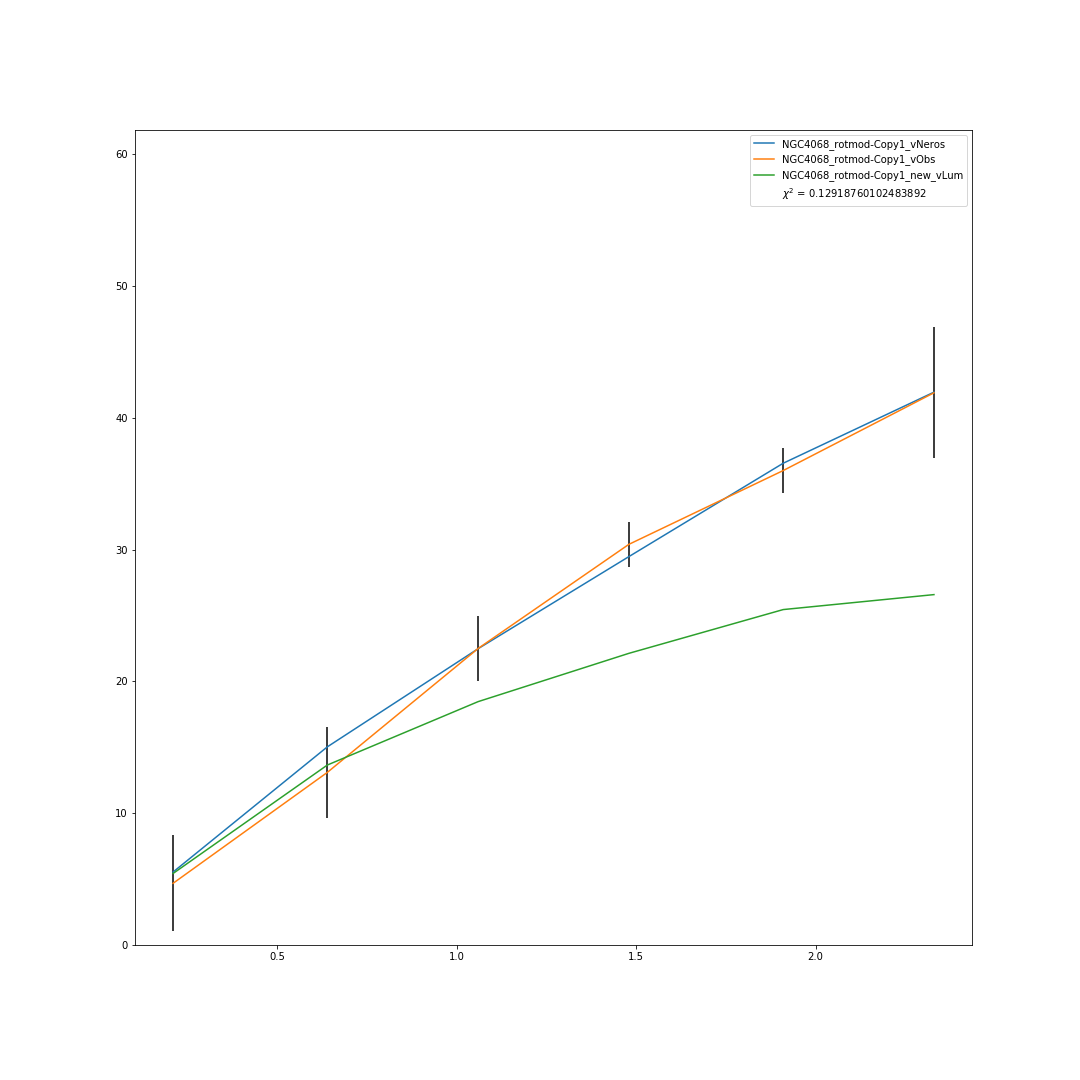 NGC4068_rotmod-Copy1_vNeros
NGC4068_rotmod-Copy1_vObs
NGC4068_rotmod-Copy1_new_vLum
χ² = 0.12918760102483892
60
50
40
30
20
10
0
0.5 1.0 1.5 2.0